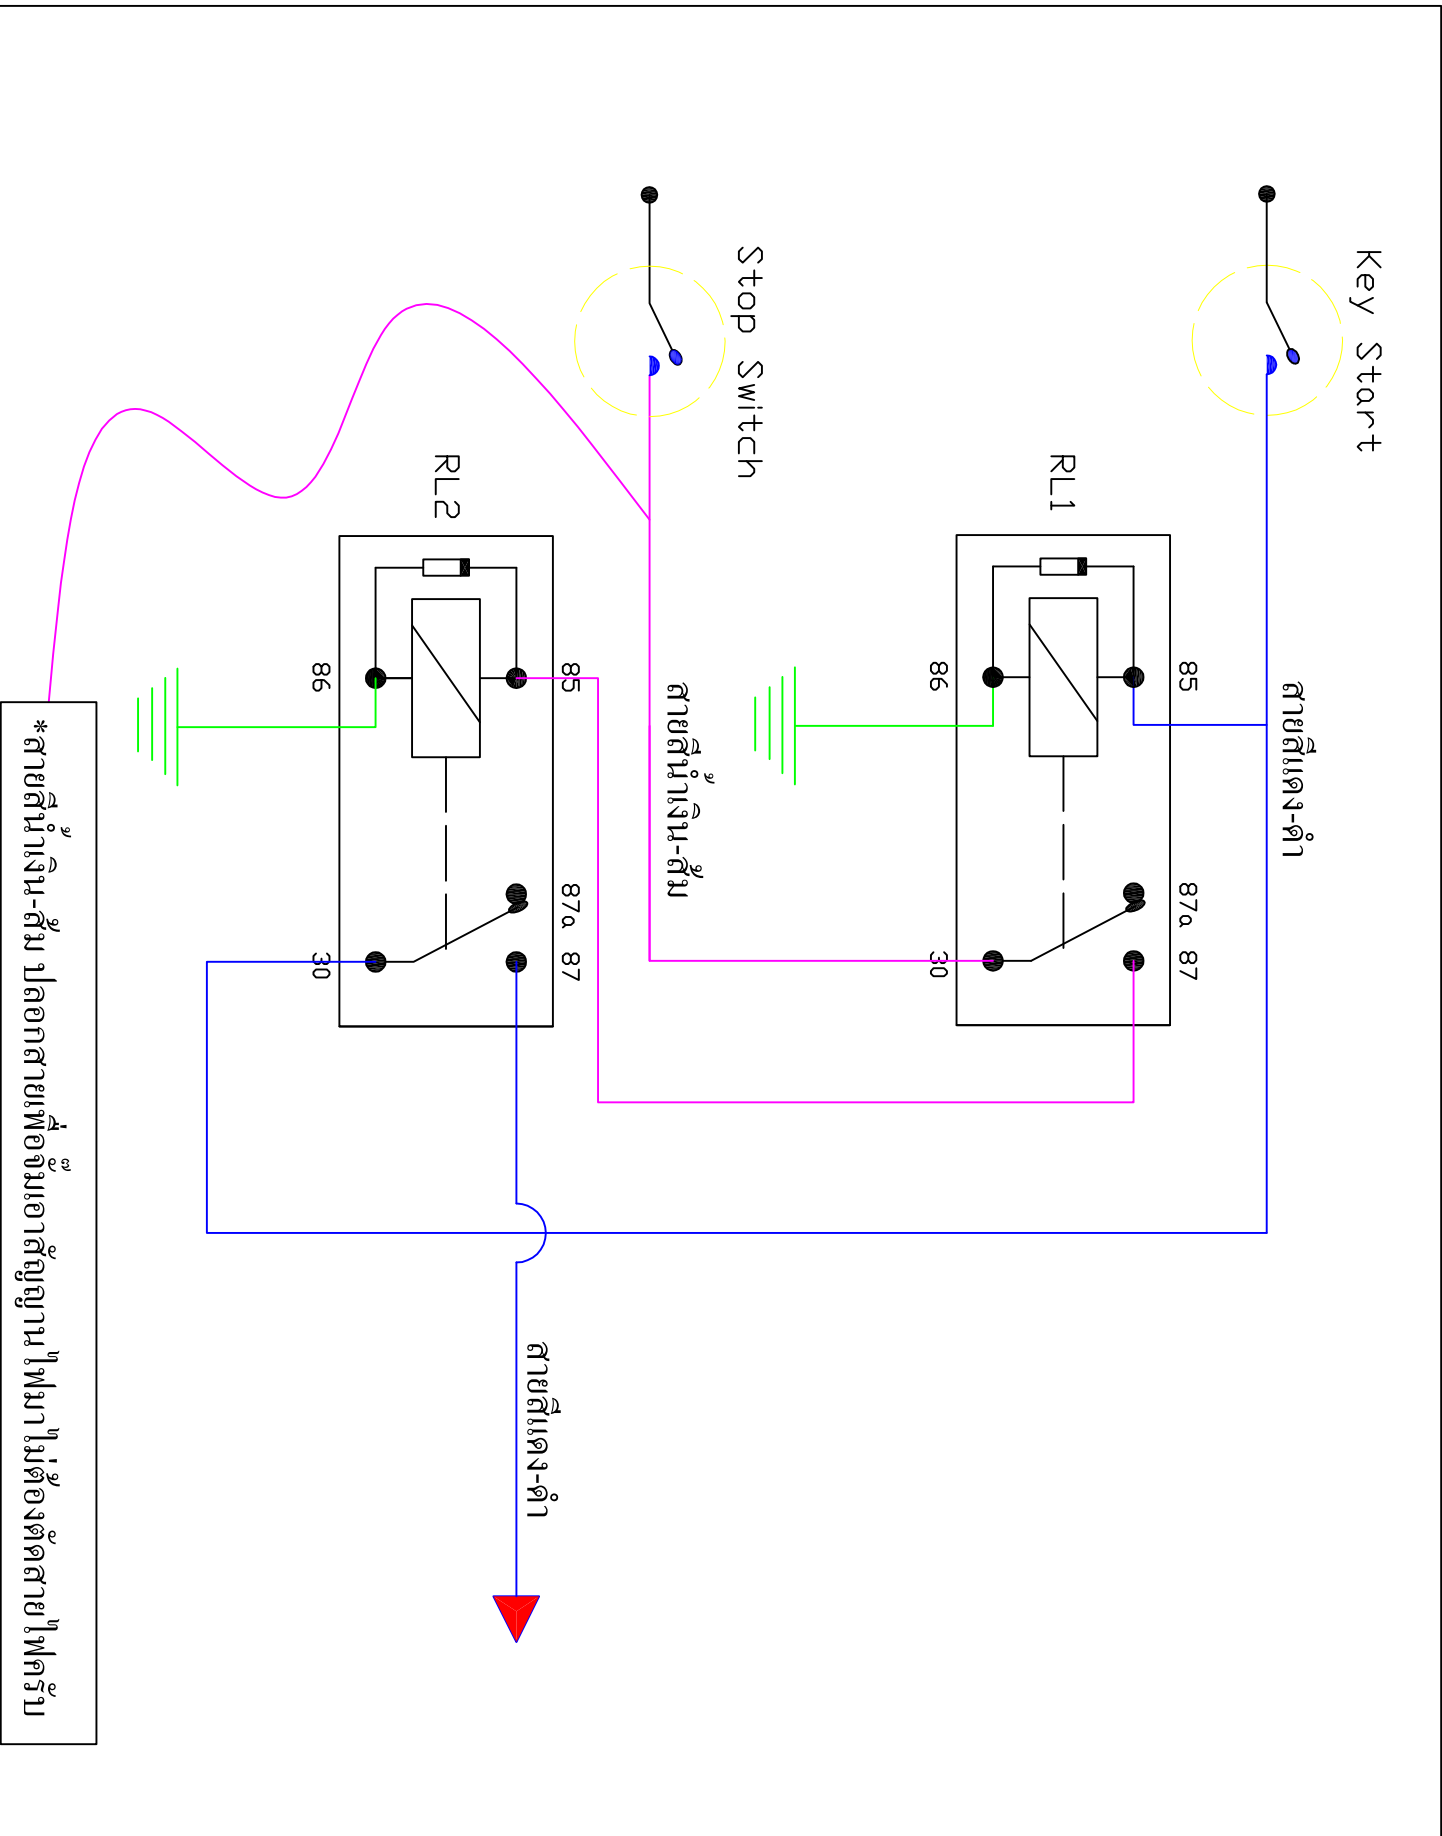 Key Start
สายสีแดง-ดำ
RL1
85
87a
87
86
30
Stop Switch
สายสีน้ำเงิน-ส้ม
RL2
85
87a
87
86
30
สายสีแดง-ดำ
*สายสีน้ำเงิน-ส้ม ปลอกสายเพื่อจั๊มเอาสัญญานไฟมาไม่ต้องตัดสายไฟครับ